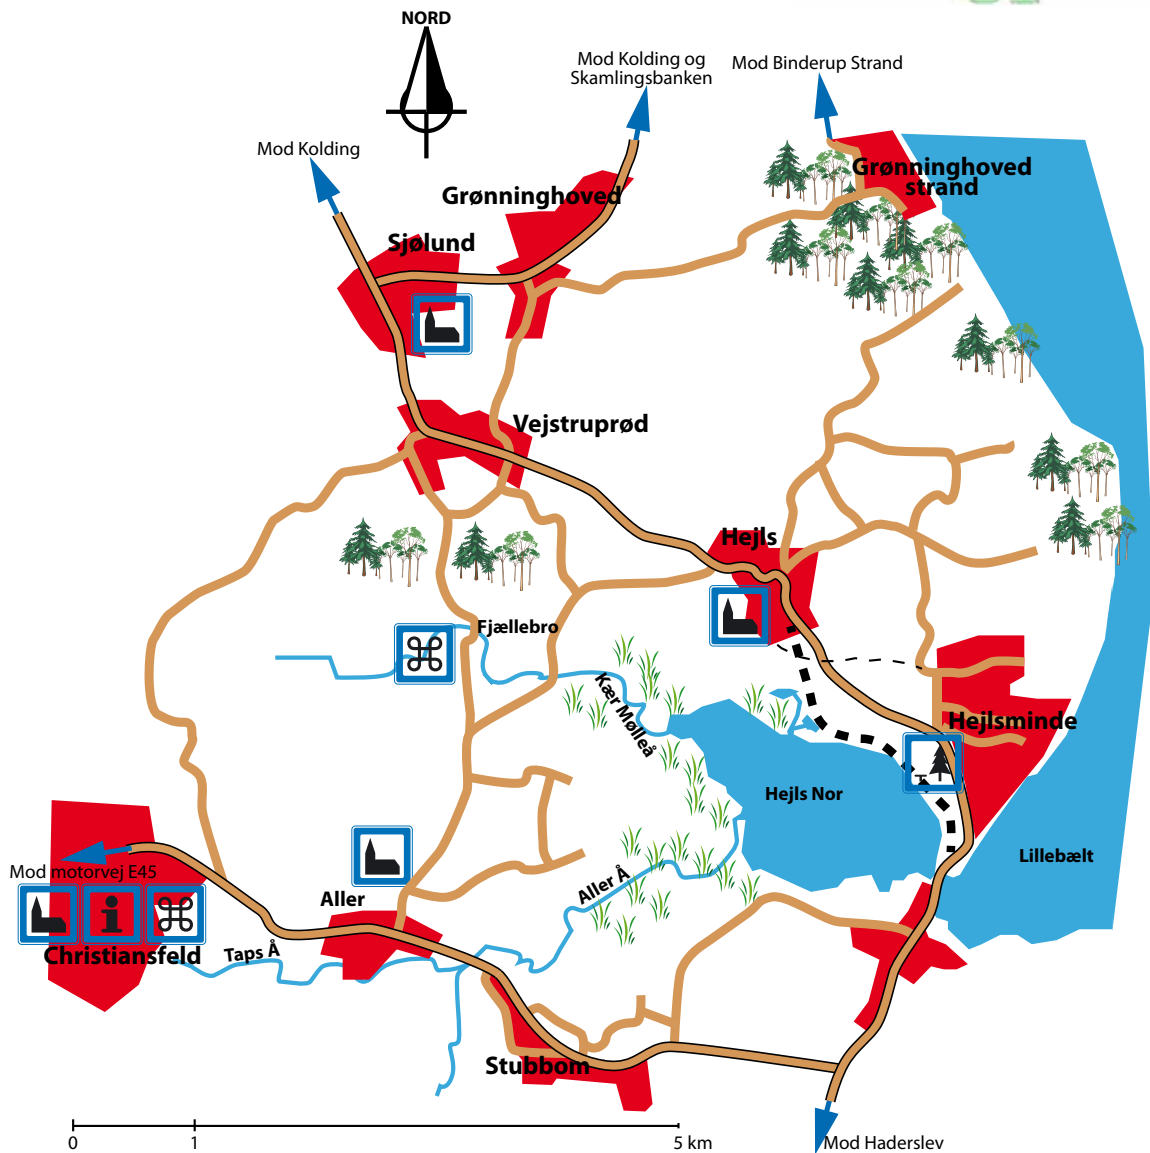 NORD
Mod Kolding og
Skamlingsbanken
Mod Binderup Strand
Mod Kolding
Grønninghoved
strand
Grønninghoved
Sjølund
Vejstruprød
Hejls
Fjællebro
Kær Mølleå
Hejlsminde
Hejls Nor
Lillebælt
Mod motorvej E45
Aller Å
Aller
Christiansfeld
Taps Å
Stubbom
0 1 5 km
Mod Haderslev